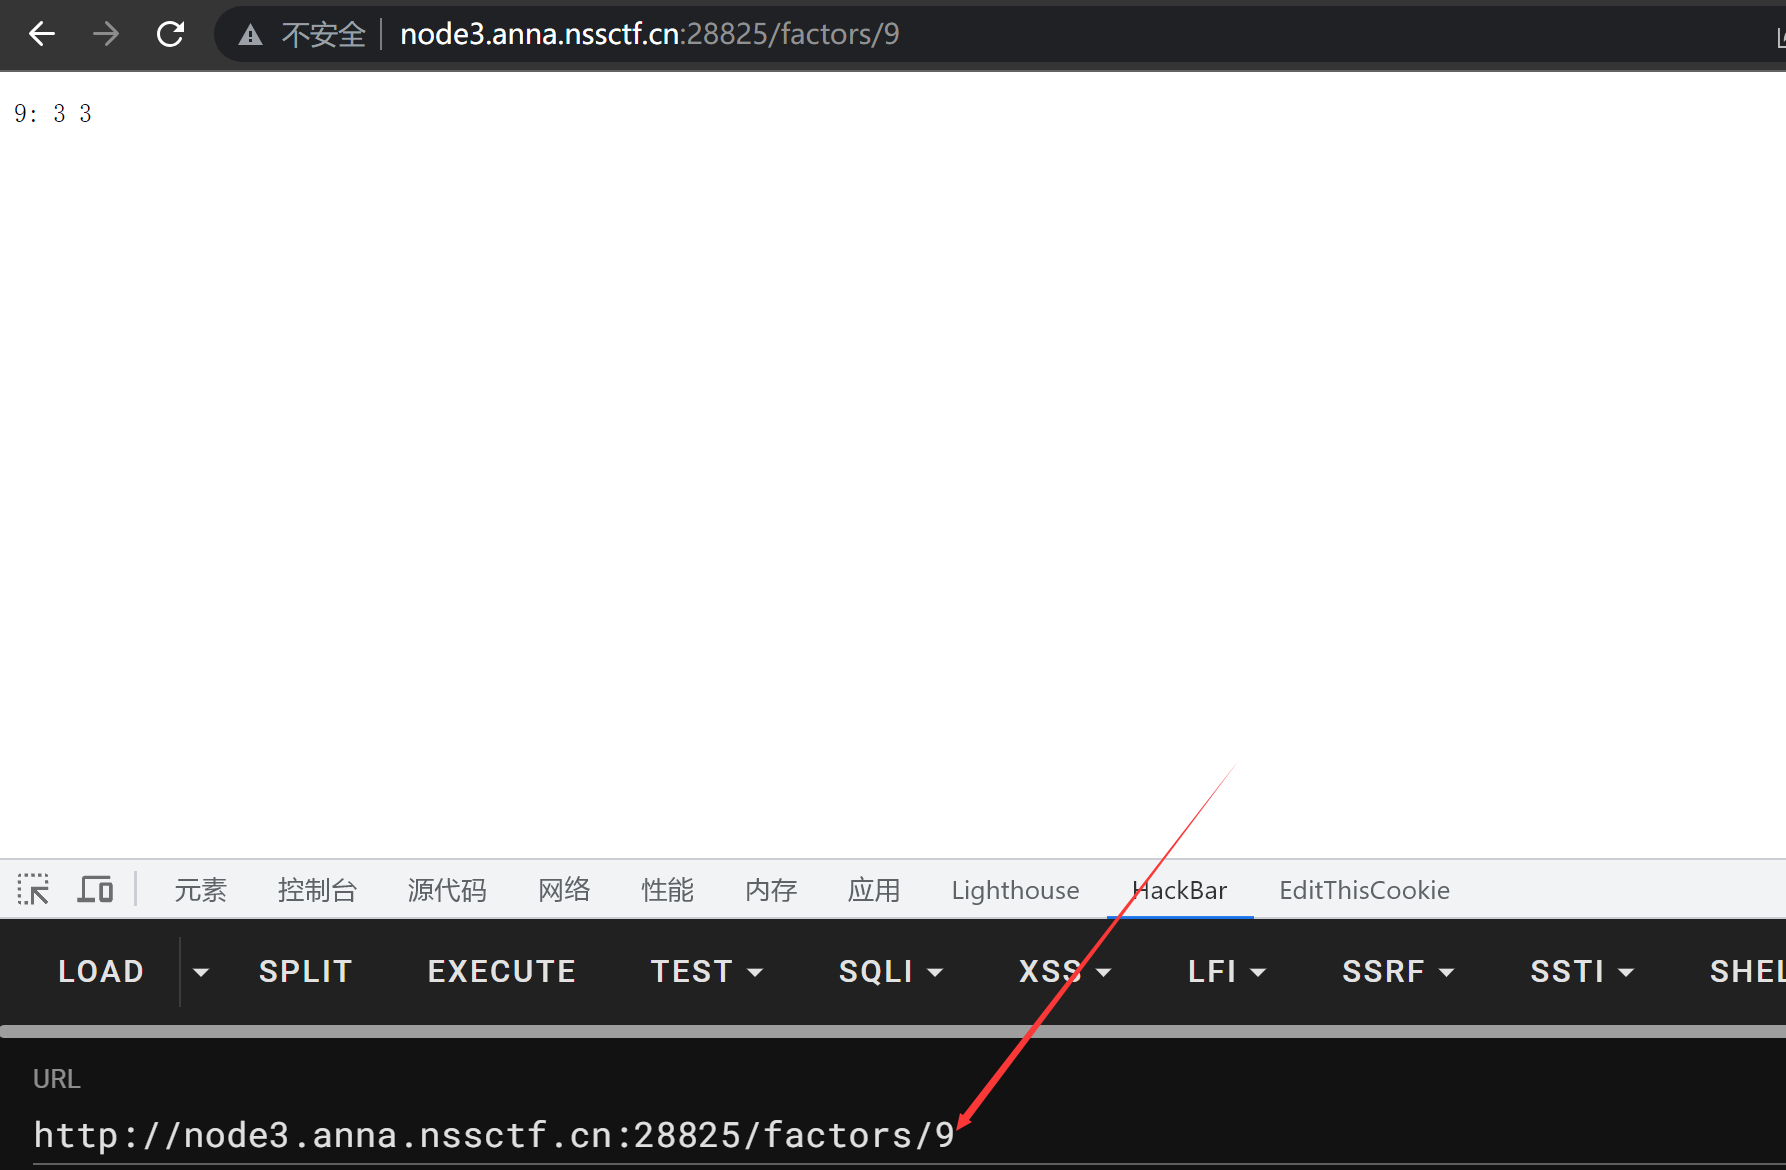 不安全 node3.anna.nssctf.cn:28825/factors/9
9: 3 3
元素 控制台 源代码 网络 性能 内存 应用 Lighthouse HackBar EditThisCookie
LOAD SPLIT EXECUTE TEST SQLI XSS LFI SSRF SSTI SHEL
URL
http://node3.anna.nssctf.cn:28825/factors/9